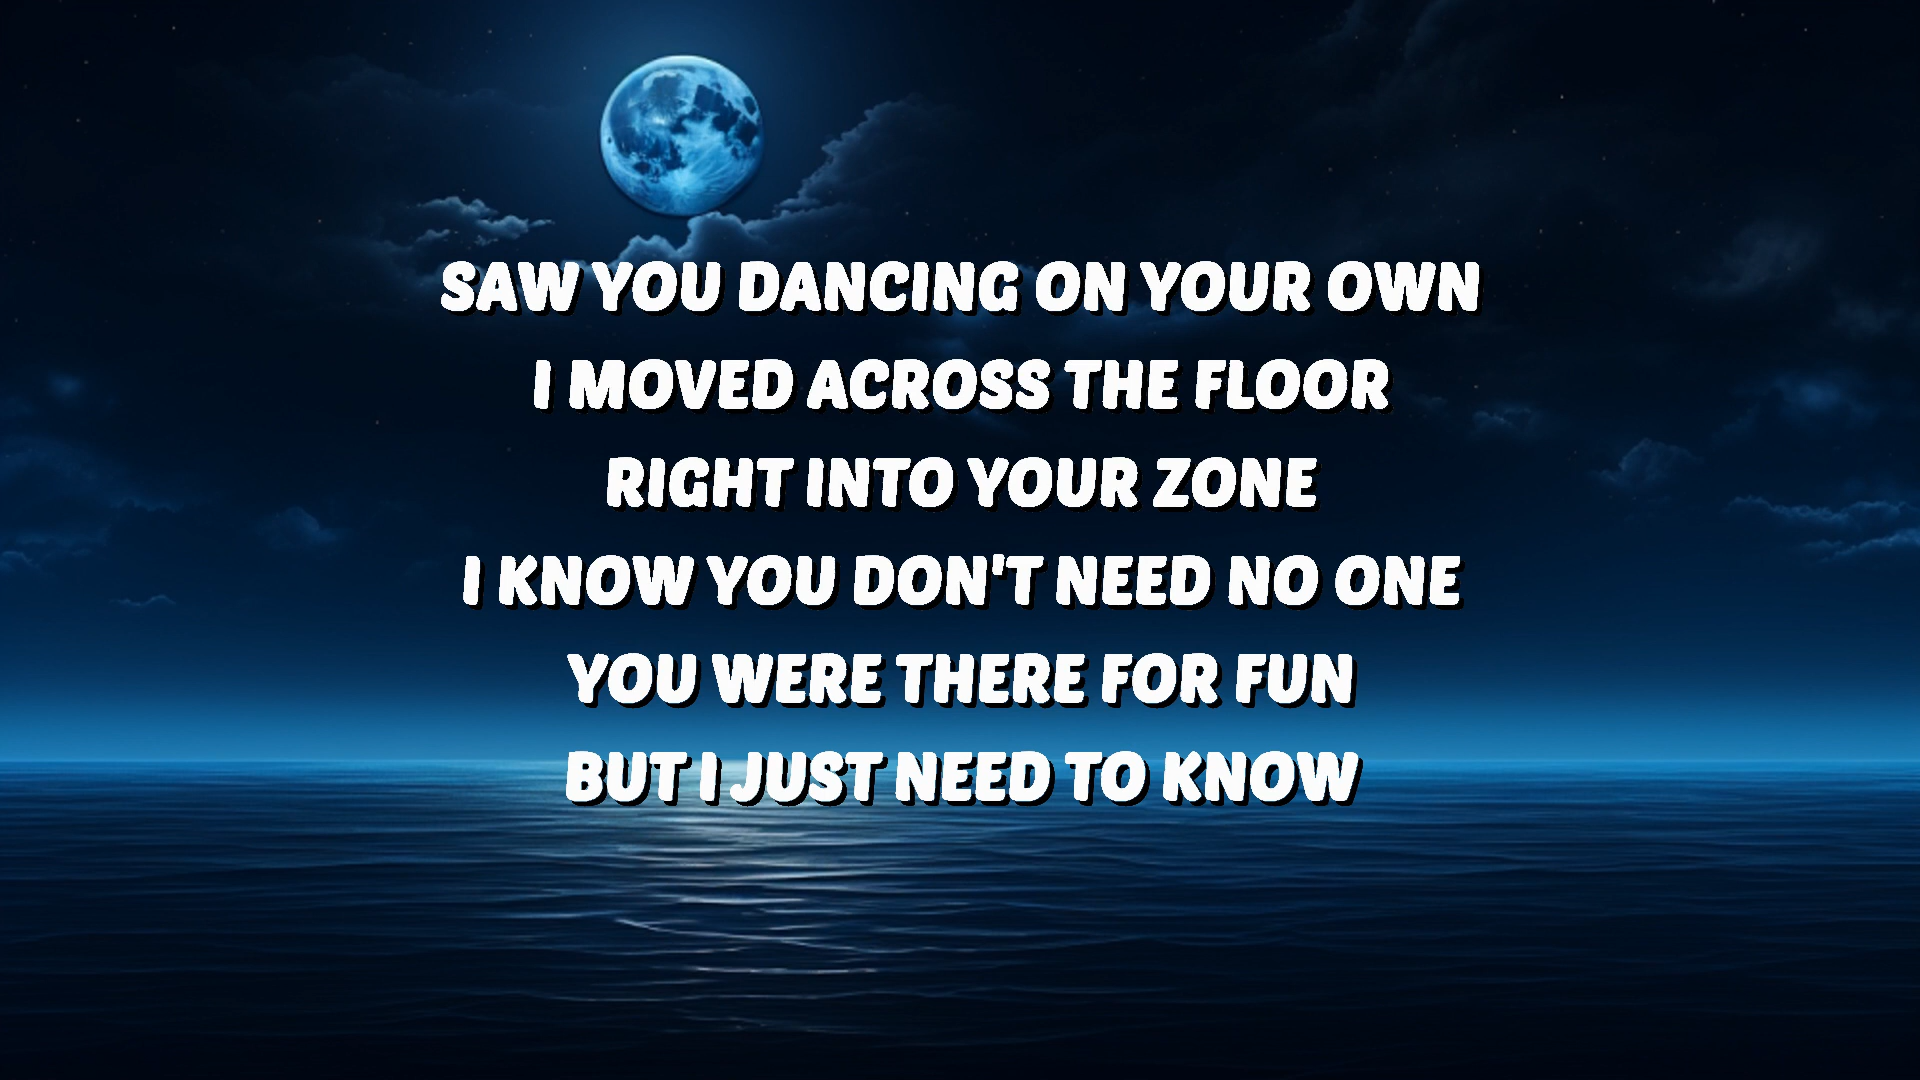 SAW YOU DANCING ON YOUR OWN
I MOVED ACROSS THE FLOOR
RIGHT INTO YOUR ZONE
I KNOW YOU DON'T NEED NO ONE
YOU WERE THERE FOR FUN
BUT I JUST NEED TO KNOW